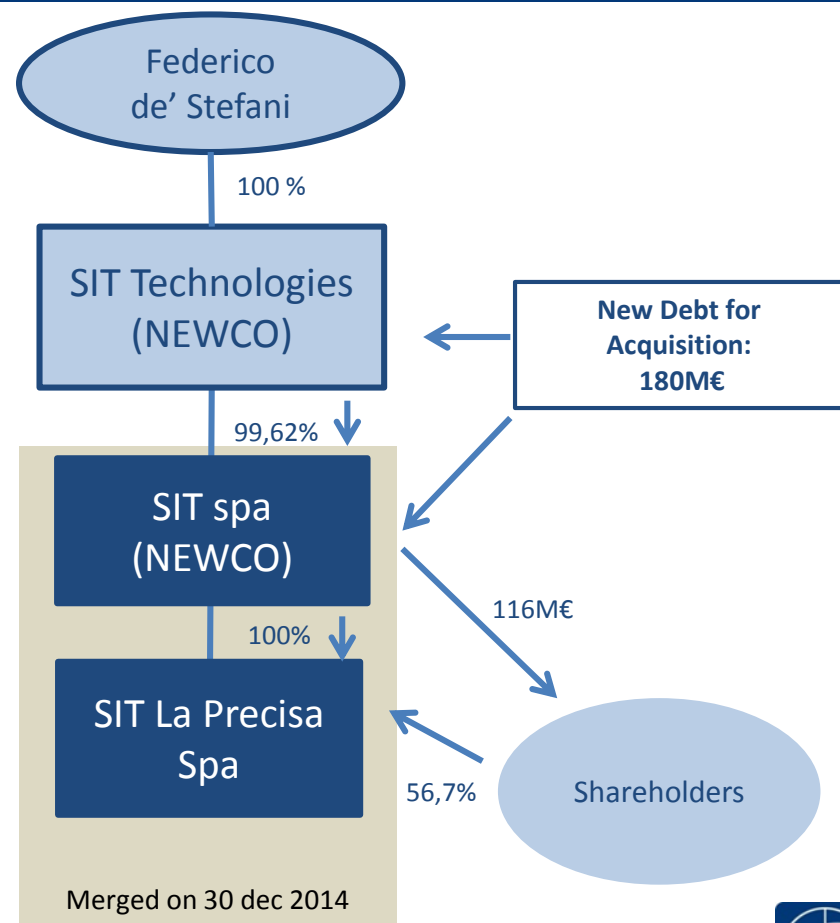 Federico
de’ Stefani
100 %
SIT Technologies
(NEWCO)
New Debt for
Acquisition:
180M€
99,62%
SIT spa
(NEWCO)
116M€
100%
SIT La Precisa
Spa
56,7%
Shareholders
Merged on 30 dec 2014